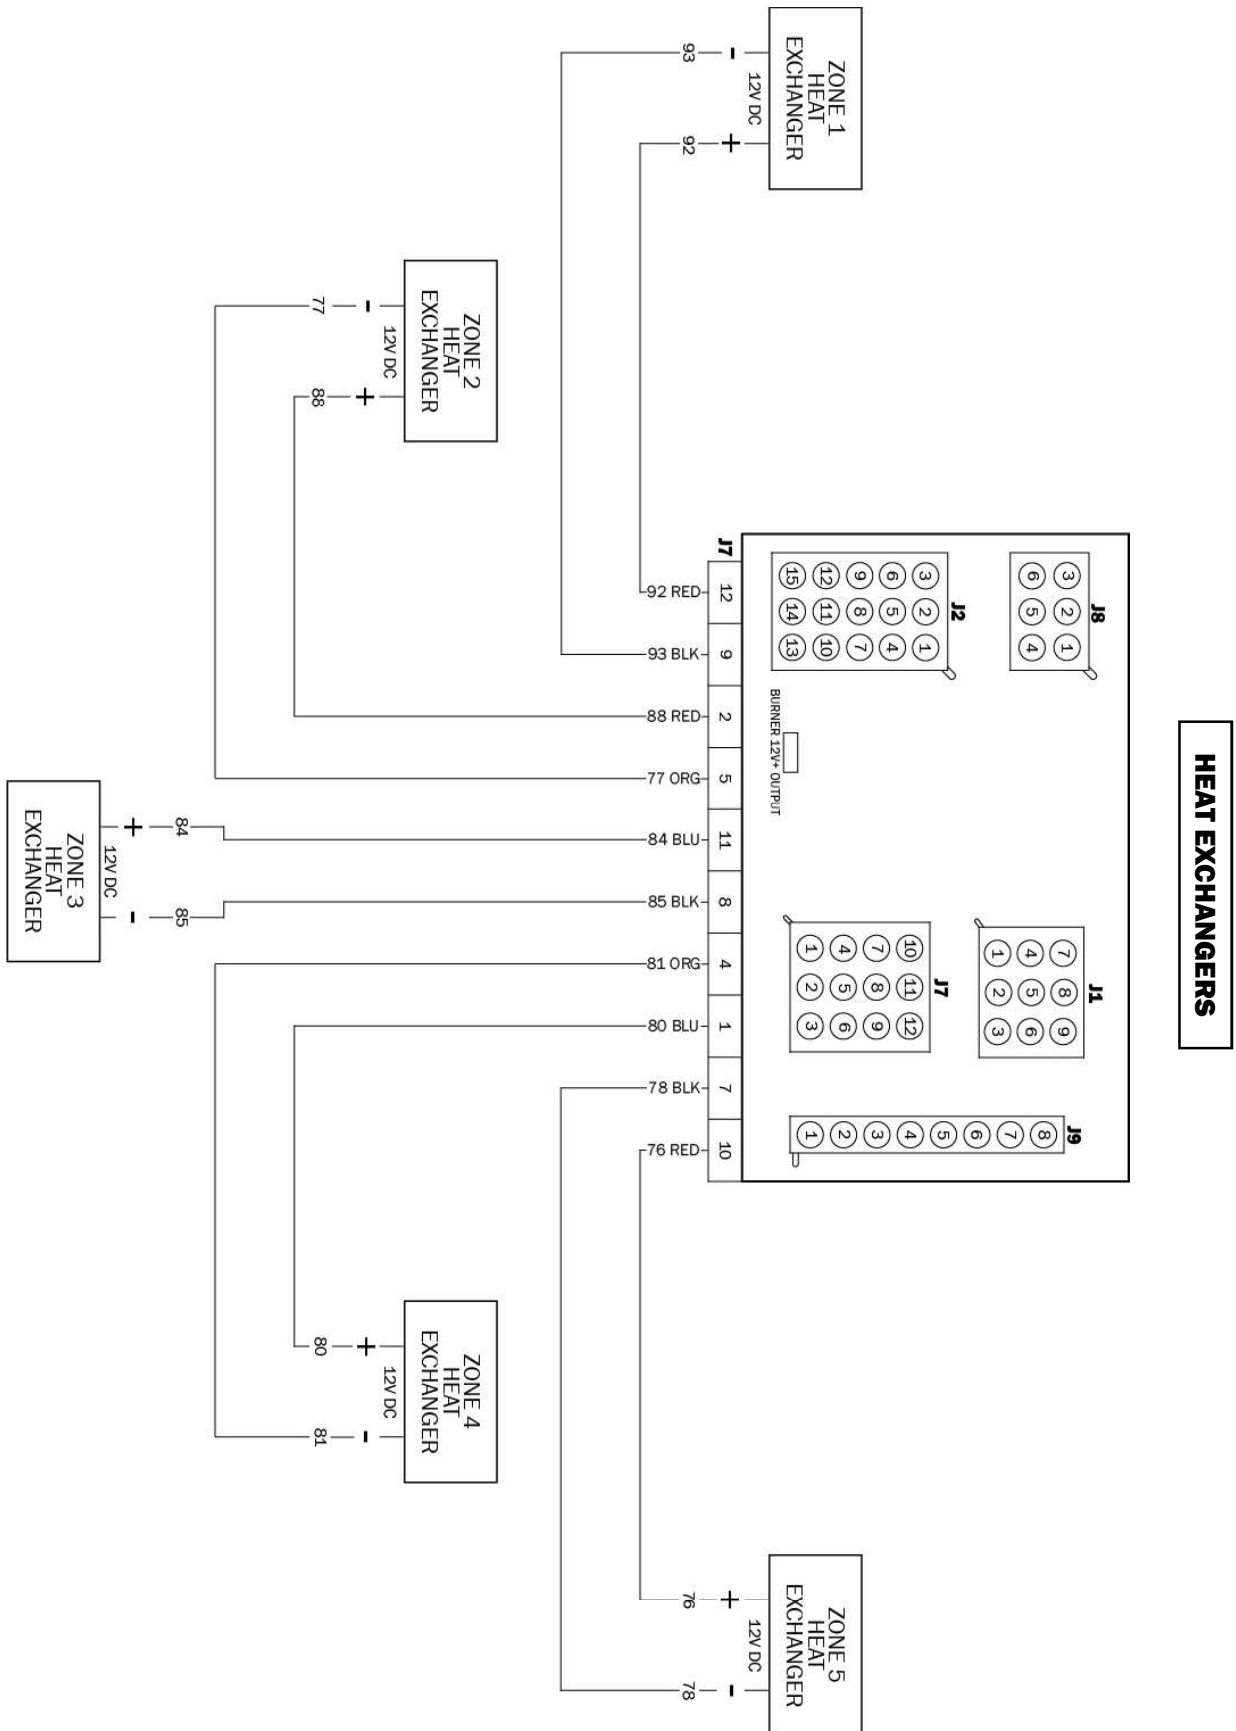 HEAT EXCHANGERS
J8
3 2 1
6 5 4
J2
3 2 1
6 5 4
9 8 7
12 11 10
15 14 13
BURNER 12V+ OUTPUT
J1
7 8 9
4 5 6
1 2 3
J7
10 11 12
7 8 9
4 5 6
1 2 3
J9
8
7
6
5
4
3
2
1
J7
12 9 2 5 11 8 4 1 7 10
92 RED
93 BLK
88 RED
77 ORG
84 BLU
85 BLK
81 ORG
80 BLU
78 BLK
76 RED
ZONE 1
HEAT
EXCHANGER
12V DC
- +
93 92
ZONE 5
HEAT
EXCHANGER
12V DC
+ -
76 78
ZONE 2
HEAT
EXCHANGER
12V DC
- +
77 88
ZONE 4
HEAT
EXCHANGER
12V DC
+ -
80 81
84 85
+ -
12V DC
ZONE 3
HEAT
EXCHANGER